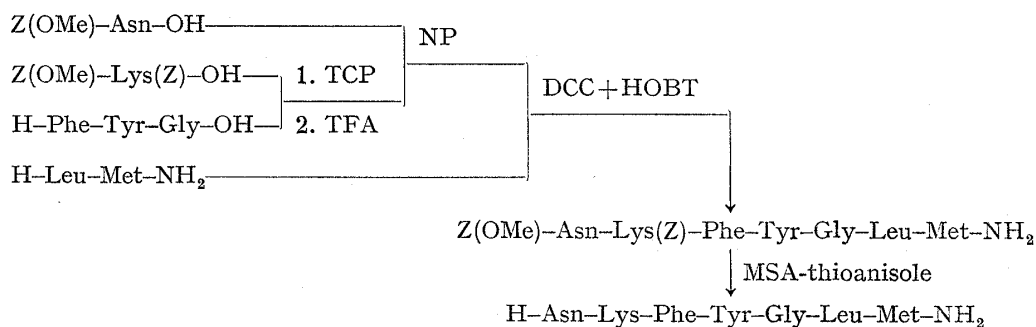 Z(OMe)–Asn–OH
NP
Z(OMe)–Lys(Z)–OH
1. TCP
DCC+HOBT
H–Phe–Tyr–Gly–OH
2. TFA
H–Leu–Met–NH₂
Z(OMe)–Asn–Lys(Z)–Phe–Tyr–Gly–Leu–Met–NH₂
MSA-thioanisole
H–Asn–Lys–Phe–Tyr–Gly–Leu–Met–NH₂